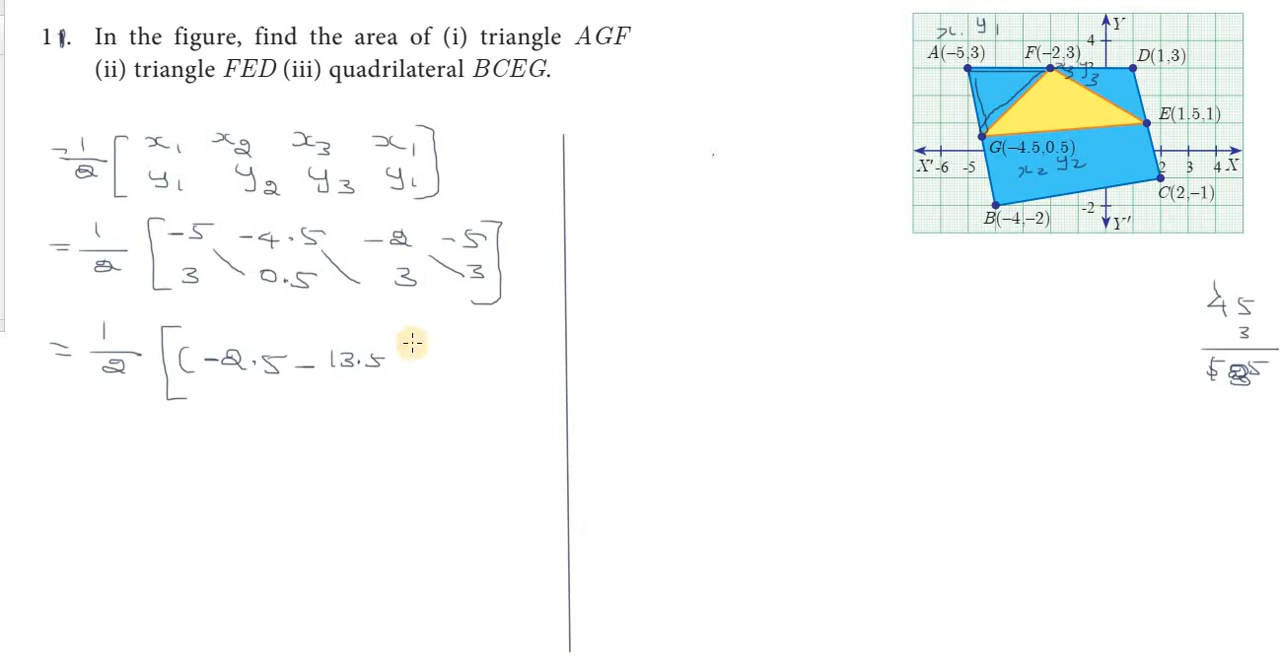 11. In the figure, find the area of (i) triangle AGF
(ii) triangle FED (iii) quadrilateral BCEG.
= 1/2 [ x₁ x₂ x₃ x₁
y₁ y₂ y₃ y₁ ]
= 1/2 [ -5 -4.5 -2 -5
3 0.5 3 3 ]
= 1/2 [ (-2.5 - 13.5
x₁ y₁
Y
4
A(−5,3) F(−2,3) D(1,3)
x₃ y₃
E(1.5,1)
G(−4.5,0.5)
X' -6 -5 2 3 4 X
x₂ y₂
C(2,−1)
-2
B(−4,−2) Y'
45
3